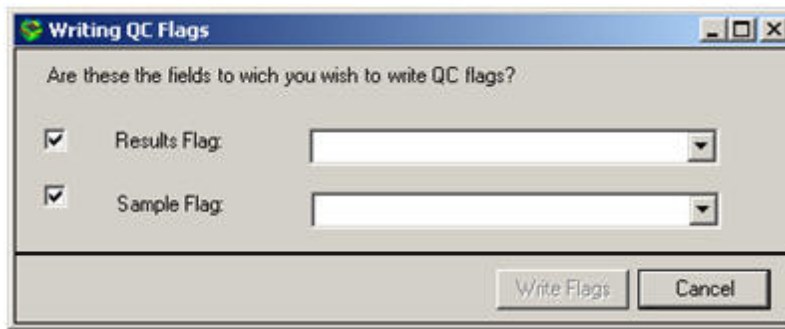 Writing QC Flags
Are these the fields to wich you wish to write QC flags?
Results Flag:
Sample Flag:
Write Flags Cancel